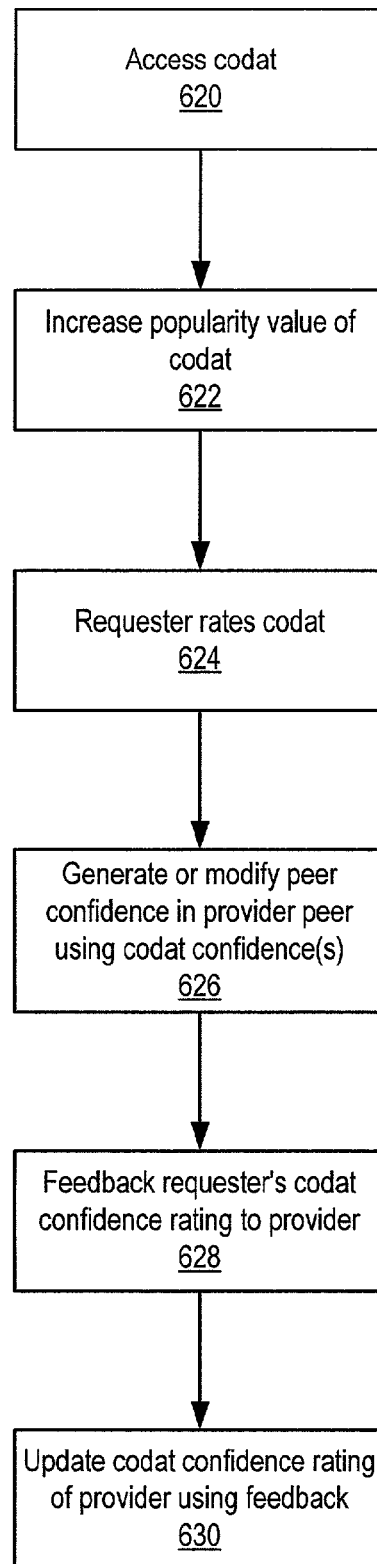 Access codat
620
Increase popularity value of
codat
622
Requester rates codat
624
Generate or modify peer
confidence in provider peer
using codat confidence(s)
626
Feedback requester's codat
confidence rating to provider
628
Update codat confidence rating
of provider using feedback
630